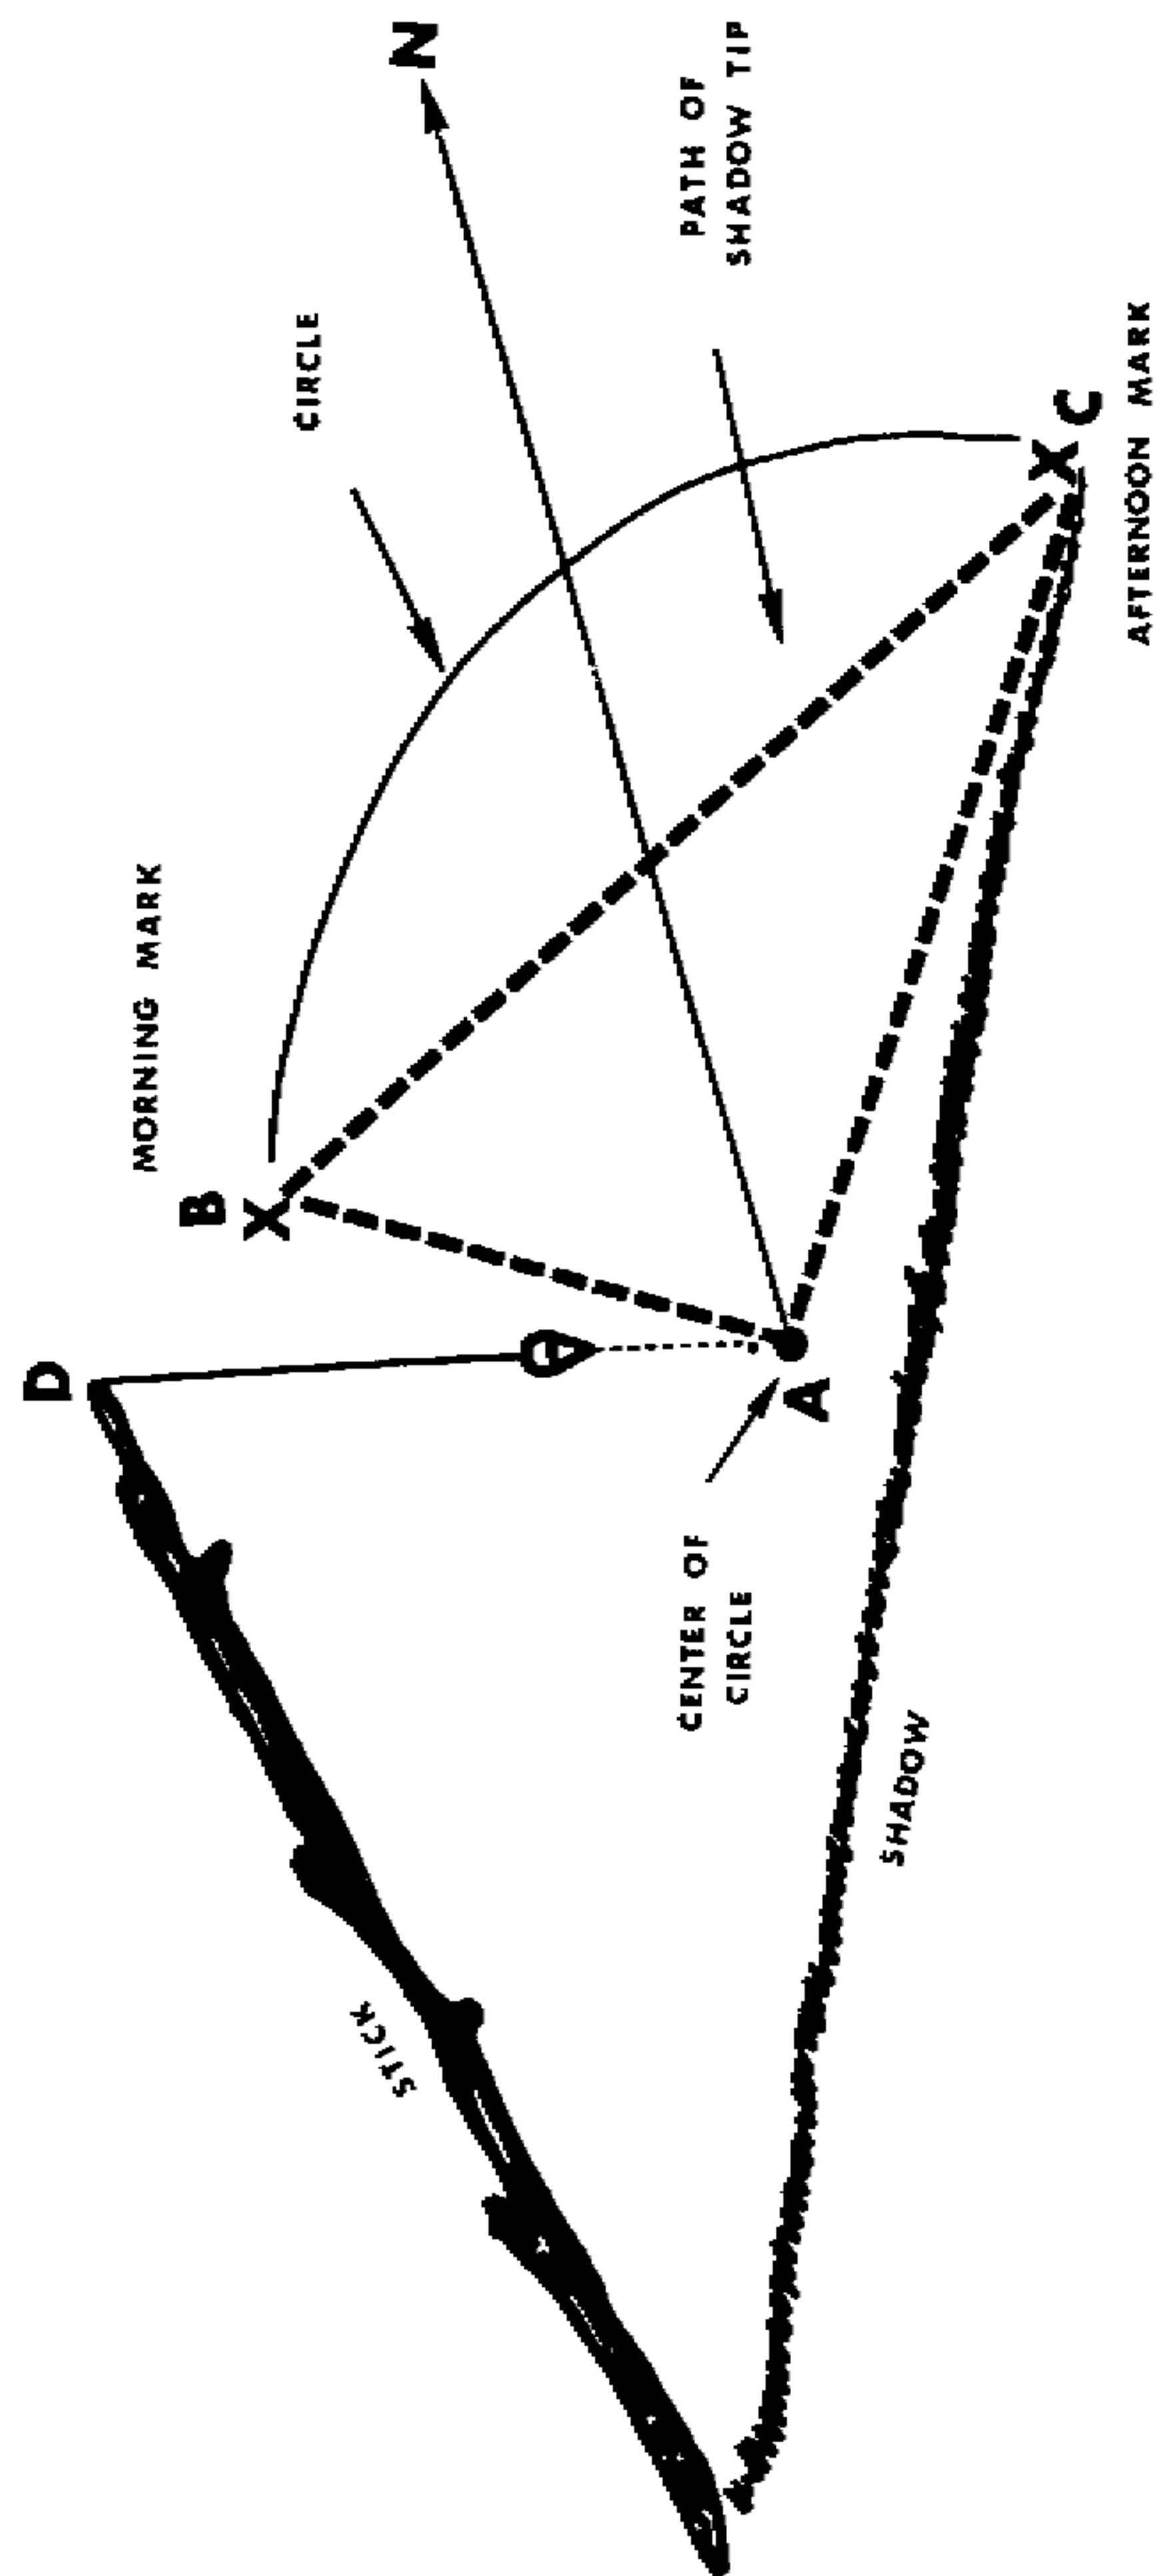 N
PATH OF
SHADOW TIP
CIRCLE
C
AFTERNOON MARK
X
MORNING MARK
B
X
D
A
CENTER OF
CIRCLE
STICK
SHADOW